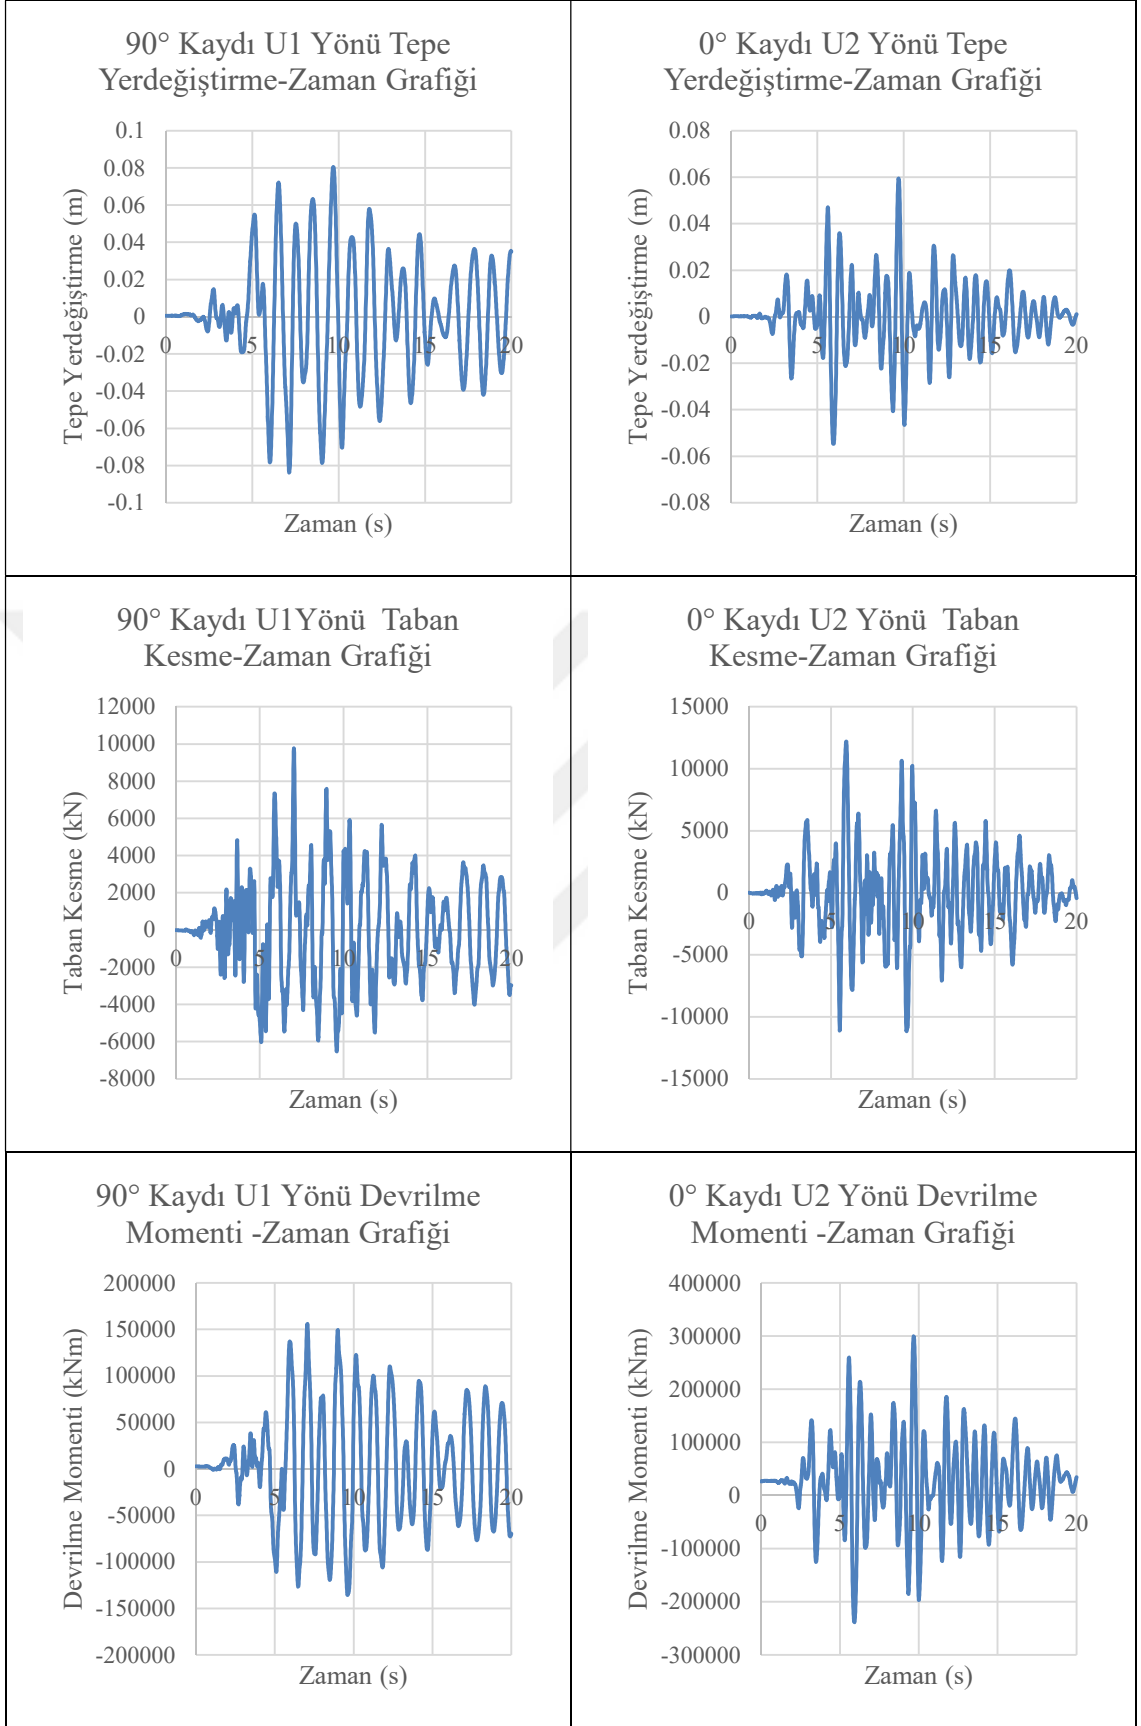 90° Kaydı U1 Yönü Tepe
Yerdeğiştirme-Zaman Grafiği
0.1
0.08
0.06
0.04
0.02
0
-0.02
-0.04
-0.06
-0.08
-0.1
0 5 10 15 20
Tepe Yerdeğiştirme (m)
Zaman (s)
0° Kaydı U2 Yönü Tepe
Yerdeğiştirme-Zaman Grafiği
0.08
0.06
0.04
0.02
0
-0.02
-0.04
-0.06
-0.08
0 5 10 15 20
Tepe Yerdeğiştirme (m)
Zaman (s)
90° Kaydı U1Yönü  Taban
Kesme-Zaman Grafiği
12000
10000
8000
6000
4000
2000
0
-2000
-4000
-6000
-8000
0 5 10 15 20
Taban Kesme (kN)
Zaman (s)
0° Kaydı U2 Yönü  Taban
Kesme-Zaman Grafiği
15000
10000
5000
0
-5000
-10000
-15000
0 5 10 15 20
Taban Kesme (kN)
Zaman (s)
90° Kaydı U1 Yönü Devrilme
Momenti -Zaman Grafiği
200000
150000
100000
50000
0
-50000
-100000
-150000
-200000
0 5 10 15 20
Devrilme Momenti (kNm)
Zaman (s)
0° Kaydı U2 Yönü Devrilme
Momenti -Zaman Grafiği
400000
300000
200000
100000
0
-100000
-200000
-300000
0 5 10 15 20
Devrilme Momenti (kNm)
Zaman (s)